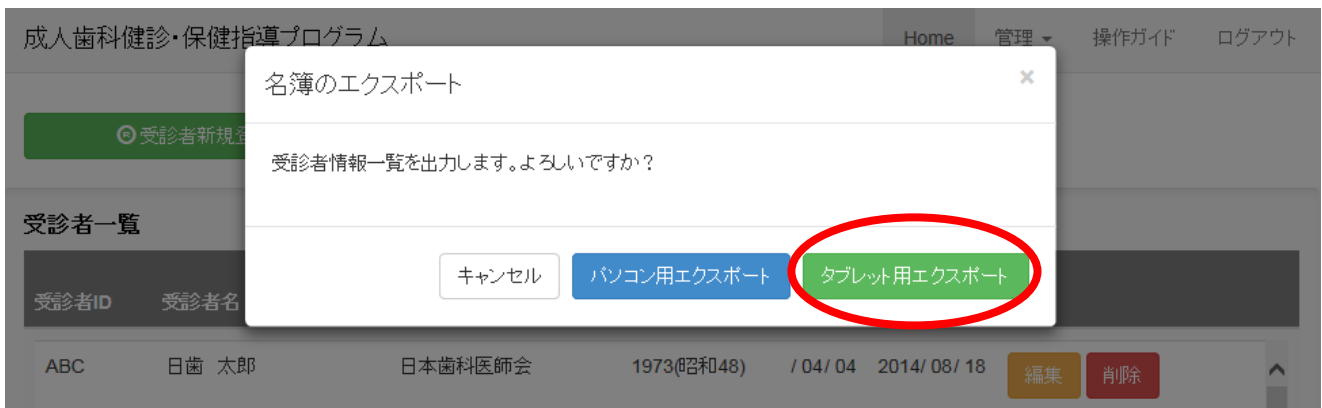 成人歯科健診・保健指導プログラム Home 管理 操作ガイド ログアウト
名簿のエクスポート ×
受診者新規
受診者情報一覧を出力します。よろしいですか?
受診者一覧
キャンセル パソコン用エクスポート タブレット用エクスポート
受診者ID 受診者名
ABC 日歯 太郎 日本歯科医師会 1973(昭和48) / 04/ 04 2014/ 08/ 18 編集 削除